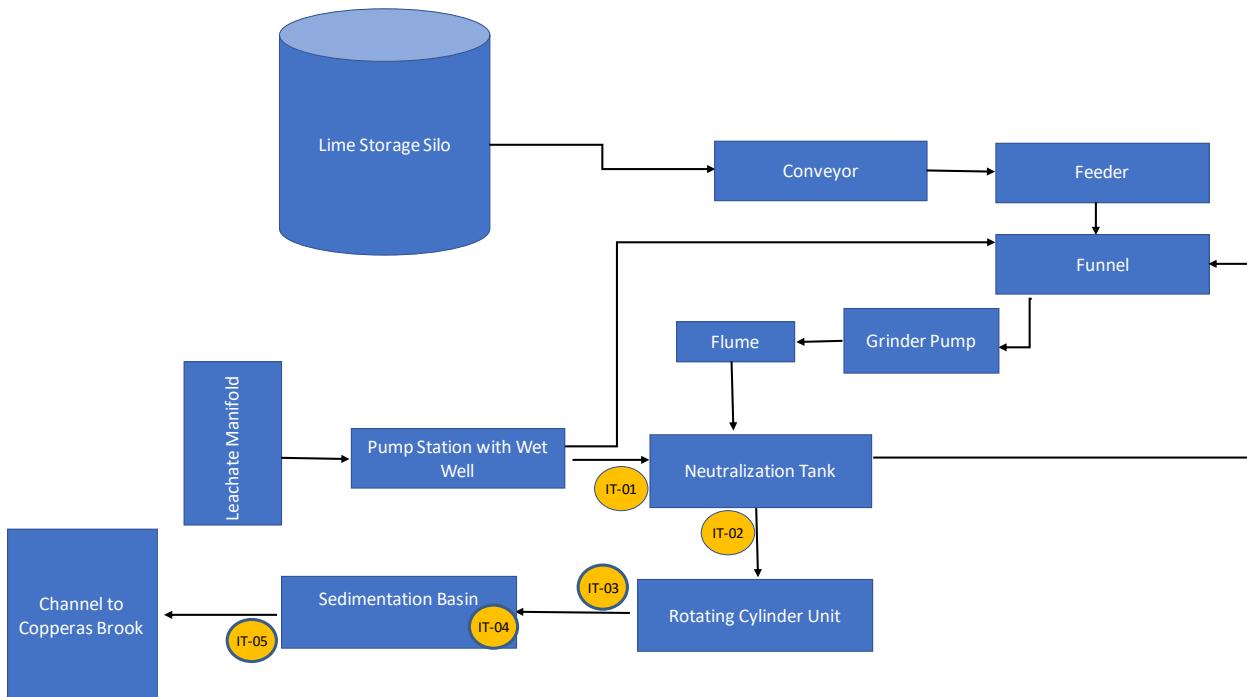 Lime Storage Silo
Conveyor
Feeder
Funnel
Grinder Pump
Flume
Leachate Manifold
Pump Station with Wet
Well
Neutralization Tank
IT-01
IT-02
IT-03
Rotating Cylinder Unit
Sedimentation Basin
IT-04
IT-05
Channel to
Copperas Brook